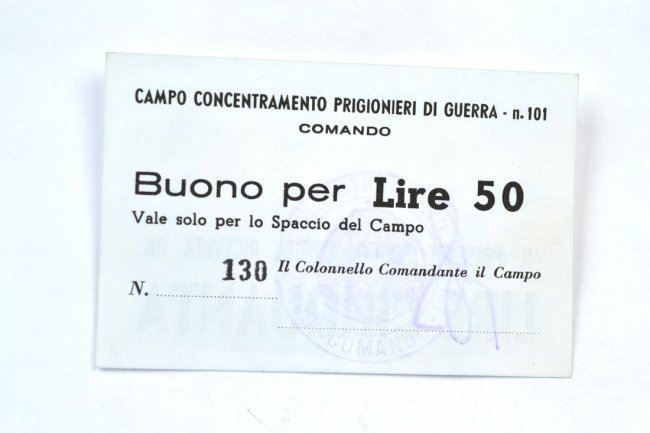 CAMPO CONCENTRAMENTO PRIGIONIERI DI GUERRA - n. 101
COMANDO
Buono per Lire 50
Vale solo per lo Spaccio del Campo
N. 130
Il Colonnello Comandante il Campo
COMANDO